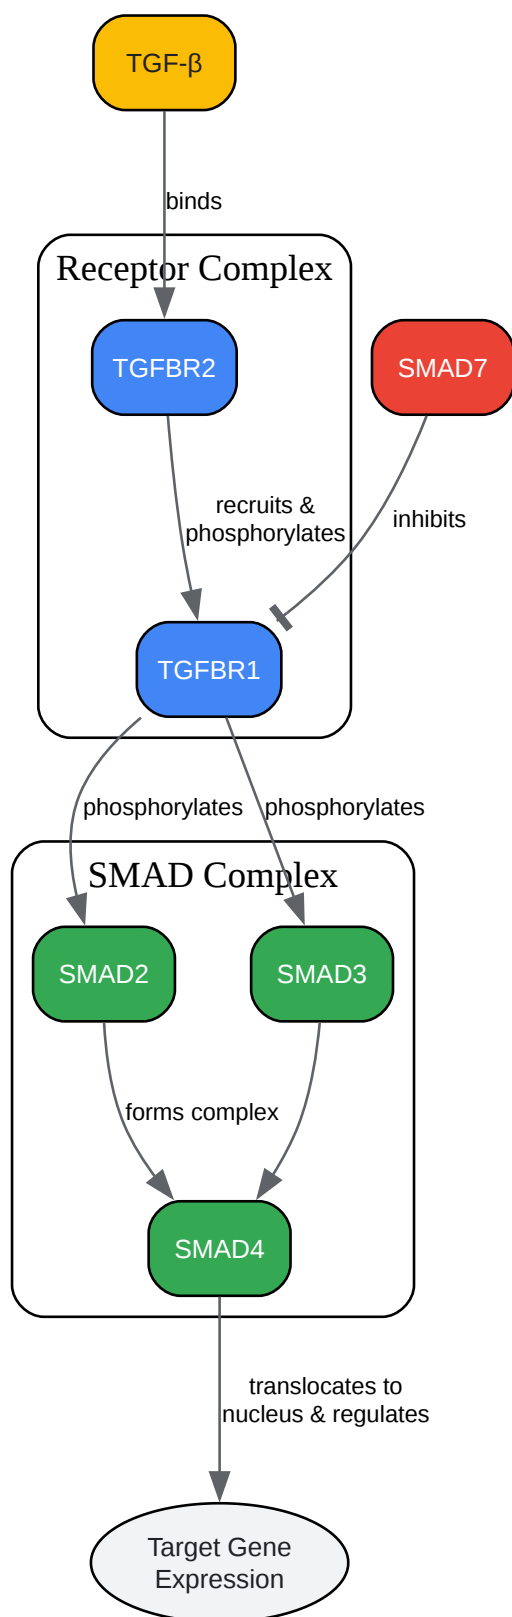 TGF-β
binds
Receptor Complex
TGFBR2
SMAD7
recruits &
phosphorylates
inhibits
TGFBR1
phosphorylates
phosphorylates
SMAD Complex
SMAD2
SMAD3
forms complex
SMAD4
translocates to
nucleus & regulates
Target Gene
Expression